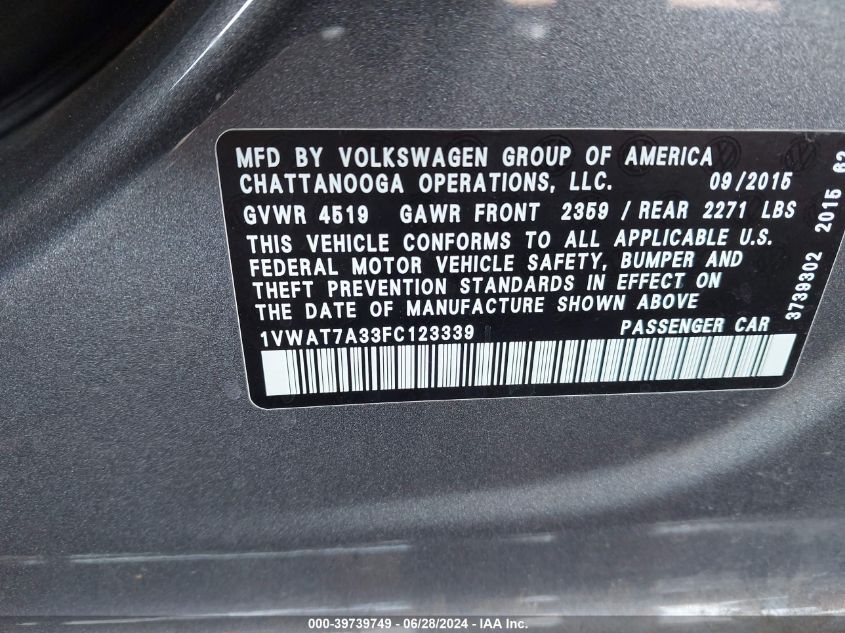 MFD BY VOLKSWAGEN GROUP OF AMERICA
CHATTANOOGA OPERATIONS, LLC. 09/2015
GVWR 4519 GAWR FRONT 2359 / REAR 2271 LBS
THIS VEHICLE CONFORMS TO ALL APPLICABLE U.S.
FEDERAL MOTOR VEHICLE SAFETY, BUMPER AND
THEFT PREVENTION STANDARDS IN EFFECT ON
THE DATE OF MANUFACTURE SHOWN ABOVE
1VWAT7A33FC123339 PASSENGER CAR
3739302 2015
000-39739749 - 06/28/2024 - IAA Inc.